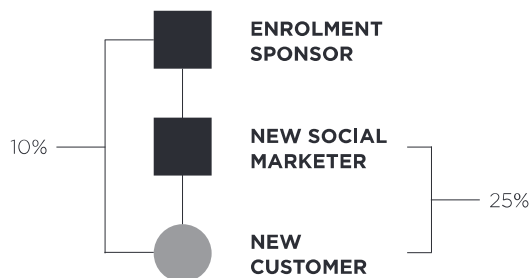 ENROLMENT
SPONSOR
10%
NEW SOCIAL
MARKETER
25%
NEW
CUSTOMER